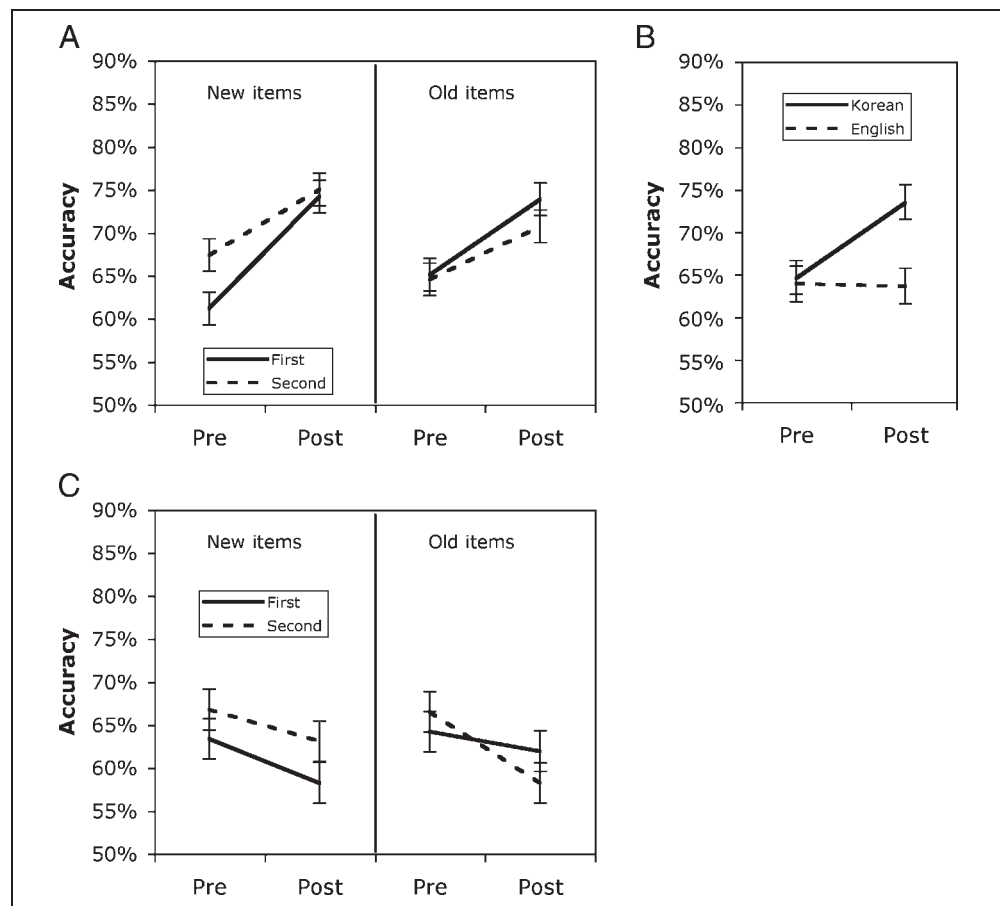 A
90%
85%
80%
75%
70%
65%
60%
55%
50%
Accuracy
New items
Old items
First
Second
Pre
Post
Pre
Post
B
90%
85%
80%
75%
70%
65%
60%
55%
50%
Accuracy
Korean
English
Pre
Post
C
90%
85%
80%
75%
70%
65%
60%
55%
50%
Accuracy
New items
Old items
First
Second
Pre
Post
Pre
Post